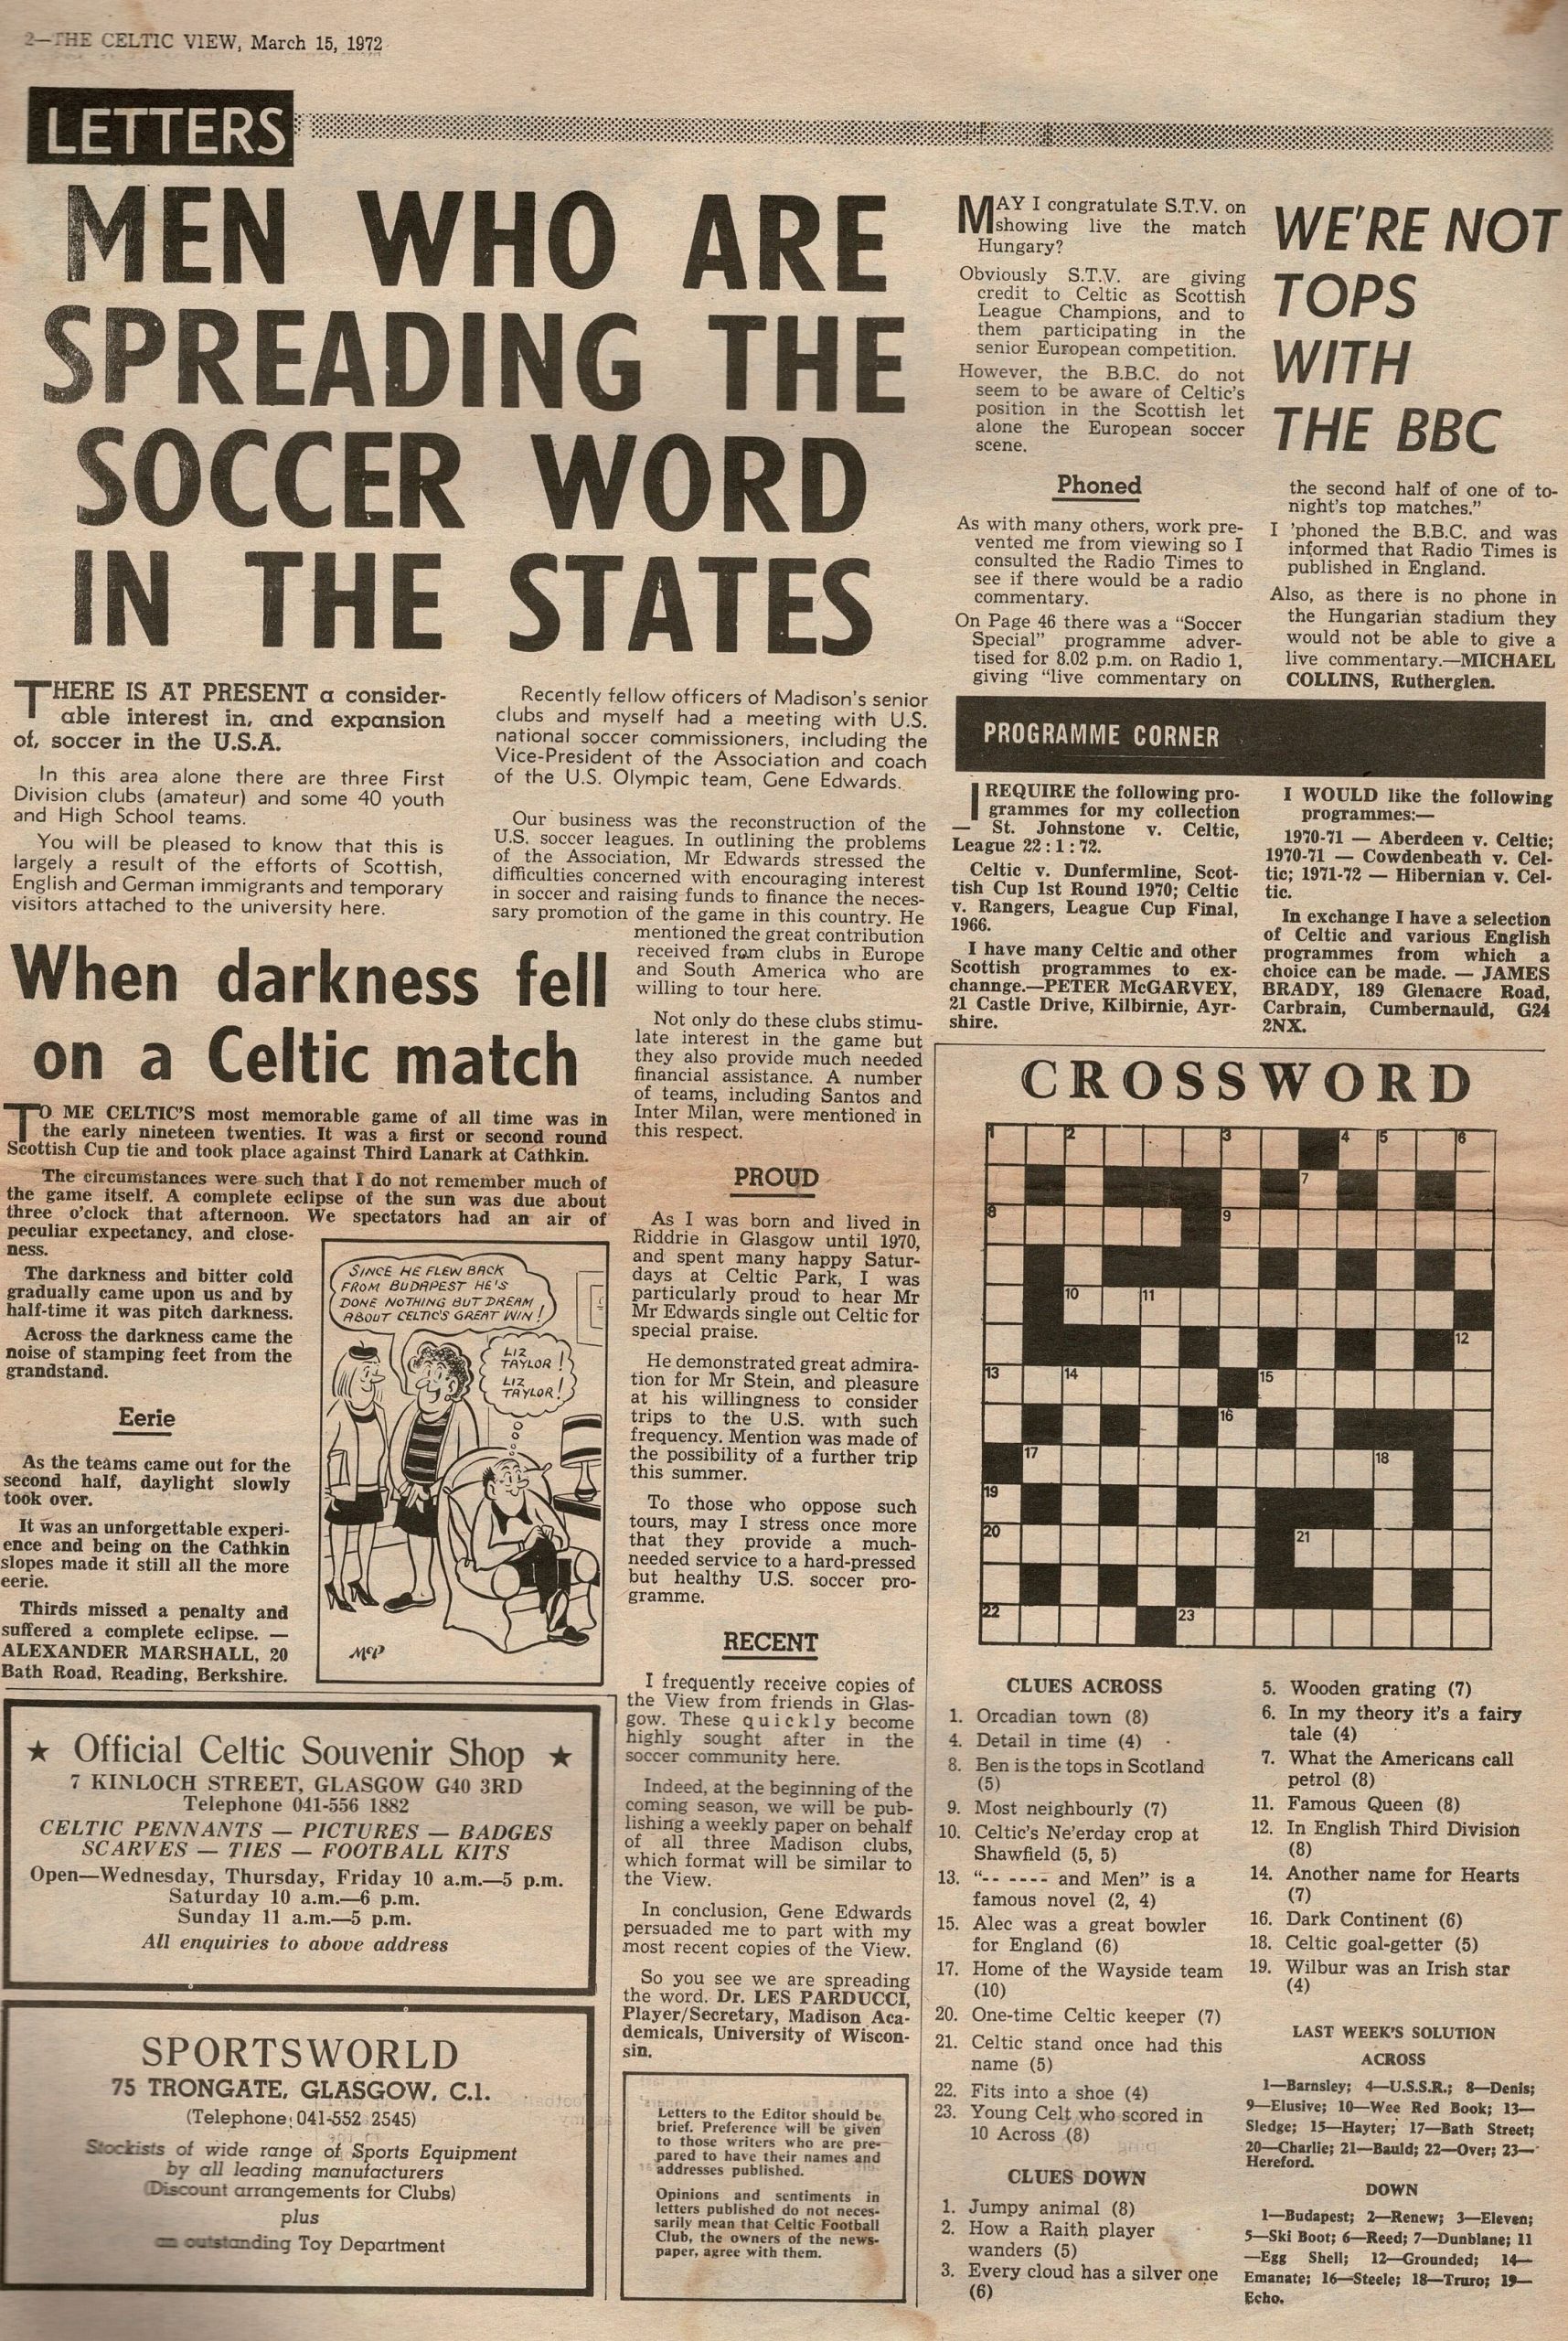 2—THE CELTIC VIEW, March 15, 1972
LETTERS
MEN WHO ARE
SPREADING THE
SOCCER WORD
IN THE STATES
THERE IS AT PRESENT a consider-
able interest in, and expansion
of, soccer in the U.S.A.
In this area alone there are three First
Division clubs (amateur) and some 40 youth
and High School teams.
You will be pleased to know that this is
largely a result of the efforts of Scottish,
English and German immigrants and temporary
visitors attached to the university here.
Recently fellow officers of Madison's senior
clubs and myself had a meeting with U.S.
national soccer commissioners, including the
Vice-President of the Association and coach
of the U.S. Olympic team, Gene Edwards.
Our business was the reconstruction of the
U.S. soccer leagues. In outlining the problems
of the Association, Mr Edwards stressed the
difficulties concerned with encouraging interest
in soccer and raising funds to finance the neces-
sary promotion of the game in this country. He
mentioned the great contribution
received from clubs in Europe
and South America who are
willing to tour here.
Not only do these clubs stimu-
late interest in the game but
they also provide much needed
financial assistance. A number
of teams, including Santos and
Inter Milan, were mentioned in
this respect.
PROUD
As I was born and lived in
Riddrie in Glasgow until 1970,
and spent many happy Satur-
days at Celtic Park, I was
particularly proud to hear Mr
Mr Edwards single out Celtic for
special praise.
He demonstrated great admira-
tion for Mr Stein, and pleasure
at his willingness to consider
trips to the U.S. with such
frequency. Mention was made of
the possibility of a further trip
this summer.
To those who oppose such
tours, may I stress once more
that they provide a much-
needed service to a hard-pressed
but healthy U.S. soccer pro-
gramme.
RECENT
I frequently receive copies of
the View from friends in Glas-
gow. These quickly become
highly sought after in the
soccer community here.
Indeed, at the beginning of the
coming season, we will be pub-
lishing a weekly paper on behalf
of all three Madison clubs,
which format will be similar to
the View.
In conclusion, Gene Edwards
persuaded me to part with my
most recent copies of the View.
So you see we are spreading
the word. Dr. LES PARDUCCI,
Player/Secretary, Madison Aca-
demicals, University of Wiscon-
sin.
Letters to the Editor should be
brief. Preference will be given
to those writers who are pre-
pared to have their names and
addresses published.
Opinions and sentiments in
letters published do not neces-
sarily mean that Celtic Football
Club, the owners of the news-
paper, agree with them.
When darkness fell
on a Celtic match
TO ME CELTIC'S most memorable game of all time was in
the early nineteen twenties. It was a first or second round
Scottish Cup tie and took place against Third Lanark at Cathkin.
The circumstances were such that I do not remember much of
the game itself. A complete eclipse of the sun was due about
three o'clock that afternoon. We spectators had an air of
peculiar expectancy, and close-
ness.
The darkness and bitter cold
gradually came upon us and by
half-time it was pitch darkness.
Across the darkness came the
noise of stamping feet from the
grandstand.
Eerie
As the teams came out for the
second half, daylight slowly
took over.
It was an unforgettable experi-
ence and being on the Cathkin
slopes made it still all the more
eerie.
Thirds missed a penalty and
suffered a complete eclipse. —
ALEXANDER MARSHALL, 20
Bath Road, Reading, Berkshire.
SINCE HE FLEW BACK
FROM BUDAPEST HE'S
DONE NOTHING BUT DREAM
ABOUT CELTIC'S GREAT WIN!
LIZ
TAYLOR!
LIZ
TAYLOR!
McP
★ Official Celtic Souvenir Shop ★
7 KINLOCH STREET, GLASGOW G40 3RD
Telephone 041-556 1882
CELTIC PENNANTS — PICTURES — BADGES
SCARVES — TIES — FOOTBALL KITS
Open—Wednesday, Thursday, Friday 10 a.m.—5 p.m.
Saturday 10 a.m.—6 p.m.
Sunday 11 a.m.—5 p.m.
All enquiries to above address
SPORTSWORLD
75 TRONGATE, GLASGOW, C.1.
(Telephone: 041-552 2545)
Stockists of wide range of Sports Equipment
by all leading manufacturers
(Discount arrangements for Clubs)
plus
an outstanding Toy Department
MAY I congratulate S.T.V. on
showing live the match
Hungary?
Obviously S.T.V. are giving
credit to Celtic as Scottish
League Champions, and to
them participating in the
senior European competition.
However, the B.B.C. do not
seem to be aware of Celtic's
position in the Scottish let
alone the European soccer
scene.
Phoned
As with many others, work pre-
vented me from viewing so I
consulted the Radio Times to
see if there would be a radio
commentary.
On Page 46 there was a "Soccer
Special" programme adver-
tised for 8.02 p.m. on Radio 1,
giving "live commentary on
WE'RE NOT
TOPS
WITH
THE BBC
the second half of one of to-
night's top matches."
I 'phoned the B.B.C. and was
informed that Radio Times is
published in England.
Also, as there is no phone in
the Hungarian stadium they
would not be able to give a
live commentary.—MICHAEL
COLLINS, Rutherglen.
PROGRAMME CORNER
I REQUIRE the following pro-
grammes for my collection
— St. Johnstone v. Celtic,
League 22:1:72.
Celtic v. Dunfermline, Scot-
tish Cup 1st Round 1970; Celtic
v. Rangers, League Cup Final,
1966.
I have many Celtic and other
Scottish programmes to ex-
channge.—PETER McGARVEY,
21 Castle Drive, Kilbirnie, Ayr-
shire.
I WOULD like the following
programmes:—
1970-71 — Aberdeen v. Celtic;
1970-71 — Cowdenbeath v. Cel-
tic; 1971-72 — Hibernian v. Cel-
tic.
In exchange I have a selection
of Celtic and various English
programmes from which a
choice can be made. — JAMES
BRADY, 189 Glenacre Road,
Carbrain, Cumbernauld, G24
2NX.
CROSSWORD
1 2 3 4 5 6
7
8 9
10 11
12
13 14 15
16
17 18
19
20 21
22 23
CLUES ACROSS
1. Orcadian town (8)
4. Detail in time (4)
8. Ben is the tops in Scotland
(5)
9. Most neighbourly (7)
10. Celtic's Ne'erday crop at
Shawfield (5, 5)
13. "-- ---- and Men" is a
famous novel (2, 4)
15. Alec was a great bowler
for England (6)
17. Home of the Wayside team
(10)
20. One-time Celtic keeper (7)
21. Celtic stand once had this
name (5)
22. Fits into a shoe (4)
23. Young Celt who scored in
10 Across (8)
CLUES DOWN
1. Jumpy animal (8)
2. How a Raith player
wanders (5)
3. Every cloud has a silver one
(6)
5. Wooden grating (7)
6. In my theory it's a fairy
tale (4)
7. What the Americans call
petrol (8)
11. Famous Queen (8)
12. In English Third Division
(8)
14. Another name for Hearts
(7)
16. Dark Continent (6)
18. Celtic goal-getter (5)
19. Wilbur was an Irish star
(4)
LAST WEEK'S SOLUTION
ACROSS
1—Barnsley; 4—U.S.S.R.; 8—Denis;
9—Elusive; 10—Wee Red Book; 13—
Sledge; 15—Hayter; 17—Bath Street;
20—Charlie; 21—Bauld; 22—Over; 23—
Hereford.
DOWN
1—Budapest; 2—Renew; 3—Eleven;
5—Ski Boot; 6—Reed; 7—Dunblane; 11
—Egg Shell; 12—Grounded; 14—
Emanate; 16—Steele; 18—Truro; 19—
Echo.